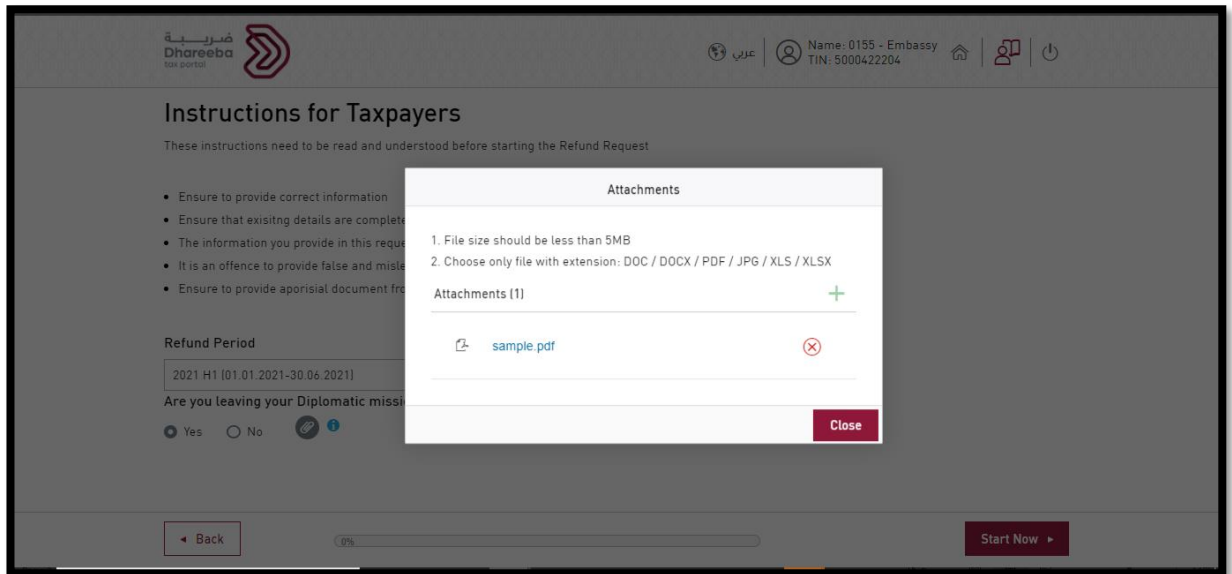 ضريبة
Dhareeba
tax portal
عربي
Name: 0155 - Embassy
TIN: 5000422204
Instructions for Taxpayers
These instructions need to be read and understood before starting the Refund Request
Ensure to provide correct information
Ensure that exisitng details are complete
The information you provide in this reque
It is an offence to provide false and misle
Ensure to provide aporisial document fro
Refund Period
2021 H1 (01.01.2021-30.06.2021)
Are you leaving your Diplomatic missi
Yes No
Attachments
1. File size should be less than 5MB
2. Choose only file with extension: DOC / DOCX / PDF / JPG / XLS / XLSX
Attachments (1)
sample.pdf
Close
Back
0%
Start Now